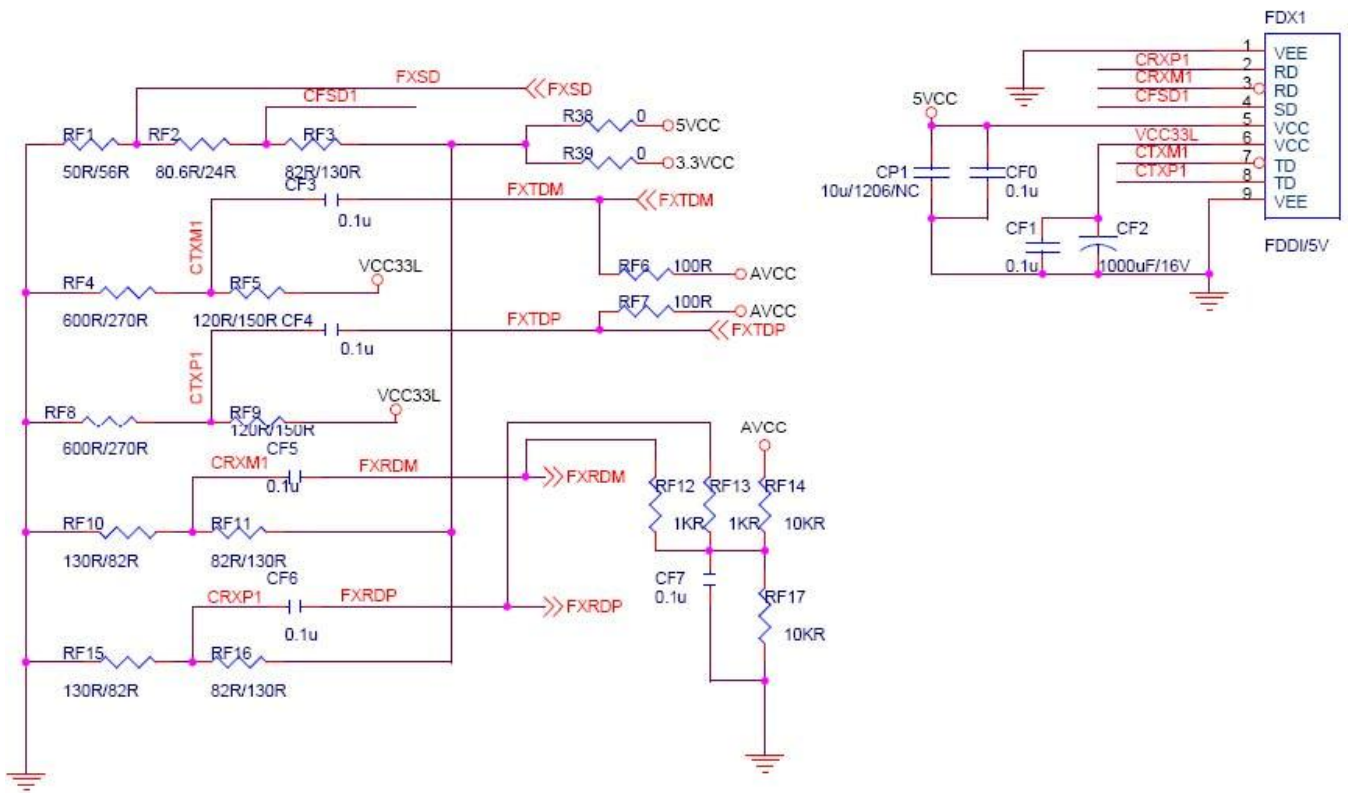 FDX1
1 VEE
CRXP1 2 RD
CRXM1 3 RD
CFSD1 4 SD
5VCC 5 VCC
VCC33L 6 VCC
CTXM1 7 TD
CTXP1 8 TD
9 VEE
FDDI/5V
CP1
10u/1206/NC
CF0
0.1u
CF1
0.1u
CF2
1000uF/16V
FXSD
FXSD
CFSD1
R38 0 5VCC
R39 0 3.3VCC
RF1 RF2 RF3
50R/56R 80.6R/24R 82R/130R
CF3
0.1u
FXTDM
FXTDM
CTXM1
VCC33L
RF6 100R AVCC
RF7 100R AVCC
RF4 RF5
600R/270R 120R/150R
CF4
0.1u
FXTDP
FXTDP
CTXP1
VCC33L
RF8 RF9
600R/270R 120R/150R
CF5
CRXM1 0.1u FXRDM
FXRDM
AVCC
RF12 RF13 RF14
1KR 1KR 10KR
RF10 RF11
130R/82R 82R/130R
CF6
CRXP1 0.1u FXRDP
FXRDP
CF7
0.1u
RF17
10KR
RF15 RF16
130R/82R 82R/130R